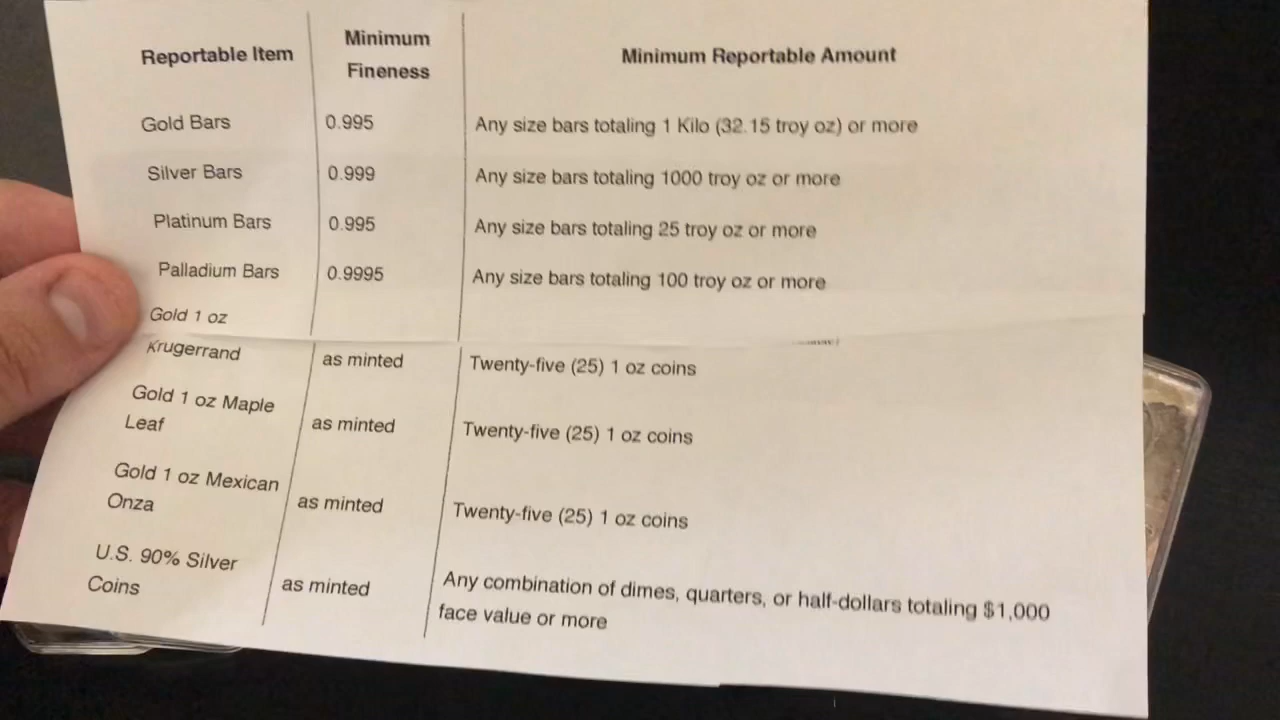 Reportable Item
Minimum
Fineness
Minimum Reportable Amount
Gold Bars 0.995 Any size bars totaling 1 Kilo (32.15 troy oz) or more
Silver Bars 0.999 Any size bars totaling 1000 troy oz or more
Platinum Bars 0.995 Any size bars totaling 25 troy oz or more
Palladium Bars 0.9995 Any size bars totaling 100 troy oz or more
Gold 1 oz
Krugerrand as minted Twenty-five (25) 1 oz coins
Gold 1 oz Maple
Leaf as minted Twenty-five (25) 1 oz coins
Gold 1 oz Mexican
Onza as minted Twenty-five (25) 1 oz coins
U.S. 90% Silver
Coins as minted Any combination of dimes, quarters, or half-dollars totaling $1,000
face value or more